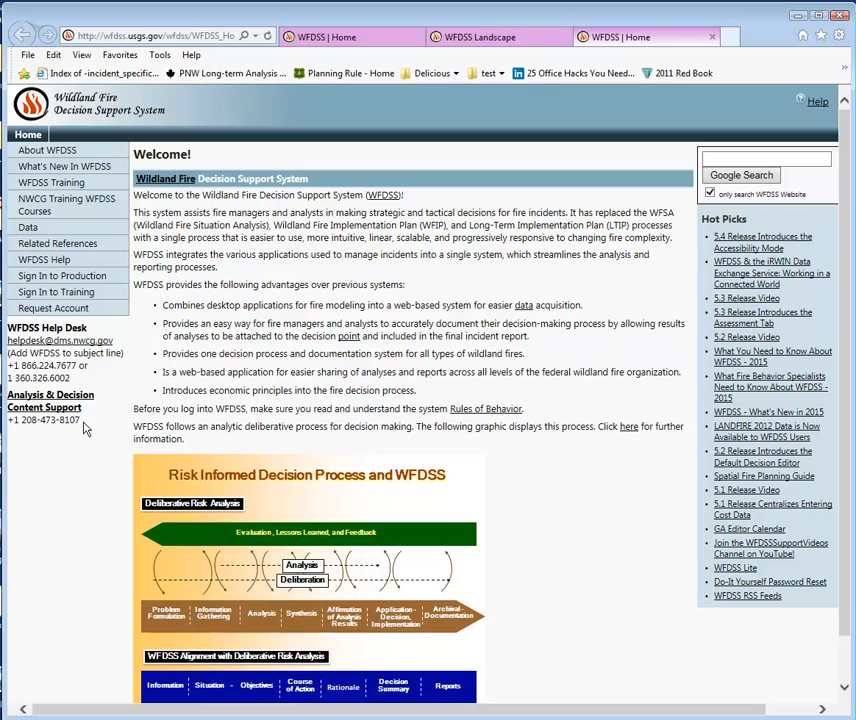 http://wfdss.usgs.gov/wfdss/WFDSS_Ho
WFDSS | Home
WFDSS Landscape
WFDSS | Home
File Edit View Favorites Tools Help
Index of -incident_specific...
PNW Long-term Analysis ...
Planning Rule - Home
Delicious
test
25 Office Hacks You Need...
2011 Red Book
Wildland Fire
Decision Support System
Help
Home
About WFDSS
What's New In WFDSS
WFDSS Training
NWCG Training WFDSS
Courses
Data
Related References
WFDSS Help
Sign In to Production
Sign In to Training
Request Account
WFDSS Help Desk
helpdesk@dms.nwcg.gov
(Add WFDSS to subject line)
+1 866.224.7677 or
1 360.326.6002
Analysis & Decision
Content Support
+1 208-473-8107
Welcome!
Wildland Fire Decision Support System
Welcome to the Wildland Fire Decision Support System (WFDSS)!
This system assists fire managers and analysts in making strategic and tactical decisions for fire incidents. It has replaced the WFSA
(Wildland Fire Situation Analysis), Wildland Fire Implementation Plan (WFIP), and Long-Term Implementation Plan (LTIP) processes
with a single process that is easier to use, more intuitive, linear, scalable, and progressively responsive to changing fire complexity.
WFDSS integrates the various applications used to manage incidents into a single system, which streamlines the analysis and
reporting processes.
WFDSS provides the following advantages over previous systems:
• Combines desktop applications for fire modeling into a web-based system for easier data acquisition.
• Provides an easy way for fire managers and analysts to accurately document their decision-making process by allowing results
of analyses to be attached to the decision point and included in the final incident report.
• Provides one decision process and documentation system for all types of wildland fires.
• Is a web-based application for easier sharing of analyses and reports across all levels of the federal wildland fire organization.
• Introduces economic principles into the fire decision process.
Before you log into WFDSS, make sure you read and understand the system Rules of Behavior.
WFDSS follows an analytic deliberative process for decision making. The following graphic displays this process. Click here for further
information.
Risk Informed Decision Process and WFDSS
Deliberative Risk Analysis
Evaluation, Lessons Learned, and Feedback
Analysis
Deliberation
Problem
Formulation
Information
Gathering
Analysis
Synthesis
Affirmation
of Analysis
Results
Application-
Decision,
Implementation
Archival-
Documentation
WFDSS Alignment with Deliberative Risk Analysis
Information
Situation - Objectives
Course
of Action
Rationale
Decision
Summary
Reports
Google Search
only search WFDSS Website
Hot Picks
5.4 Release Introduces the
Accessibility Mode
WFDSS & the iRWIN Data
Exchange Service: Working in a
Connected World
5.3 Release Video
5.3 Release Introduces the
Assessment Tab
5.2 Release Video
What You Need to Know About
WFDSS - 2015
What Fire Behavior Specialists
Need to Know About WFDSS -
2015
WFDSS - What's New in 2015
LANDFIRE 2012 Data is Now
Available to WFDSS Users
5.2 Release Introduces the
Default Decision Editor
Spatial Fire Planning Guide
5.1 Release Video
5.1 Release Centralizes Entering
Cost Data
GA Editor Calendar
Join the WFDSSSupportVideos
Channel on YouTube!
WFDSS Lite
Do-It Yourself Password Reset
WFDSS RSS Feeds